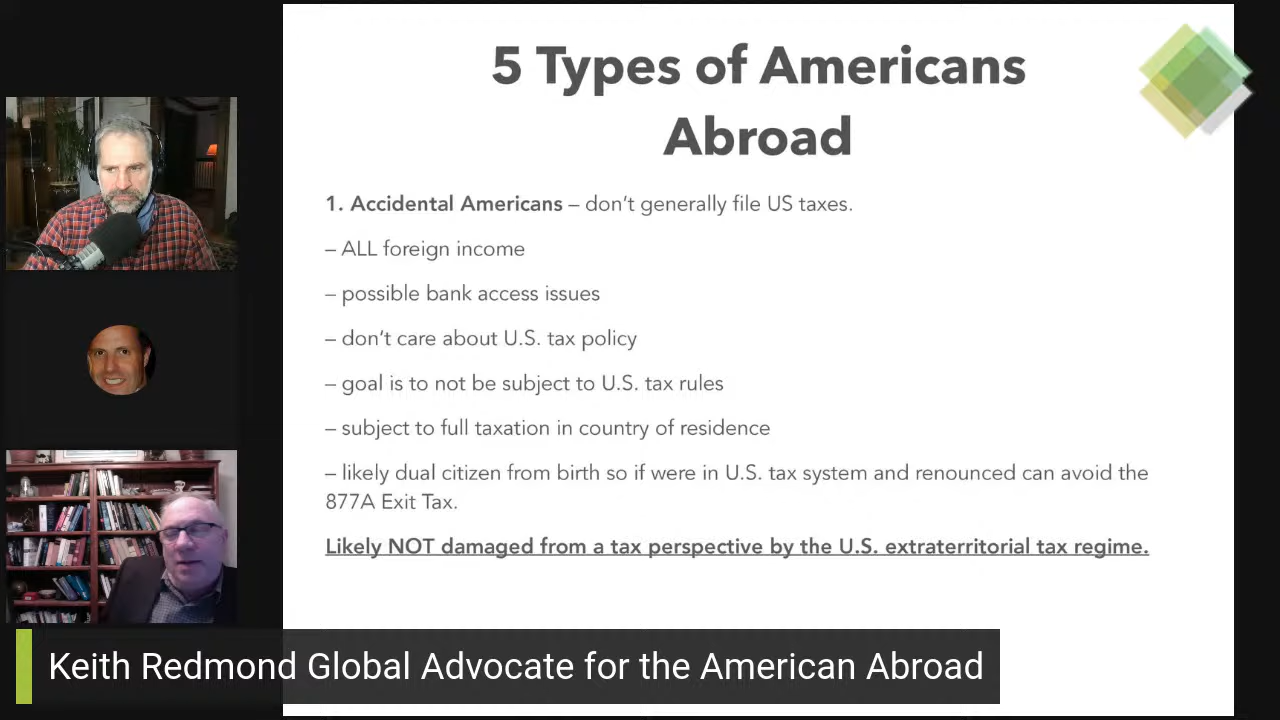 5 Types of Americans
Abroad
1. Accidental Americans – don’t generally file US taxes.
– ALL foreign income
– possible bank access issues
– don’t care about U.S. tax policy
– goal is to not be subject to U.S. tax rules
– subject to full taxation in country of residence
– likely dual citizen from birth so if were in U.S. tax system and renounced can avoid the
877A Exit Tax.
Likely NOT damaged from a tax perspective by the U.S. extraterritorial tax regime.
Keith Redmond Global Advocate for the American Abroad